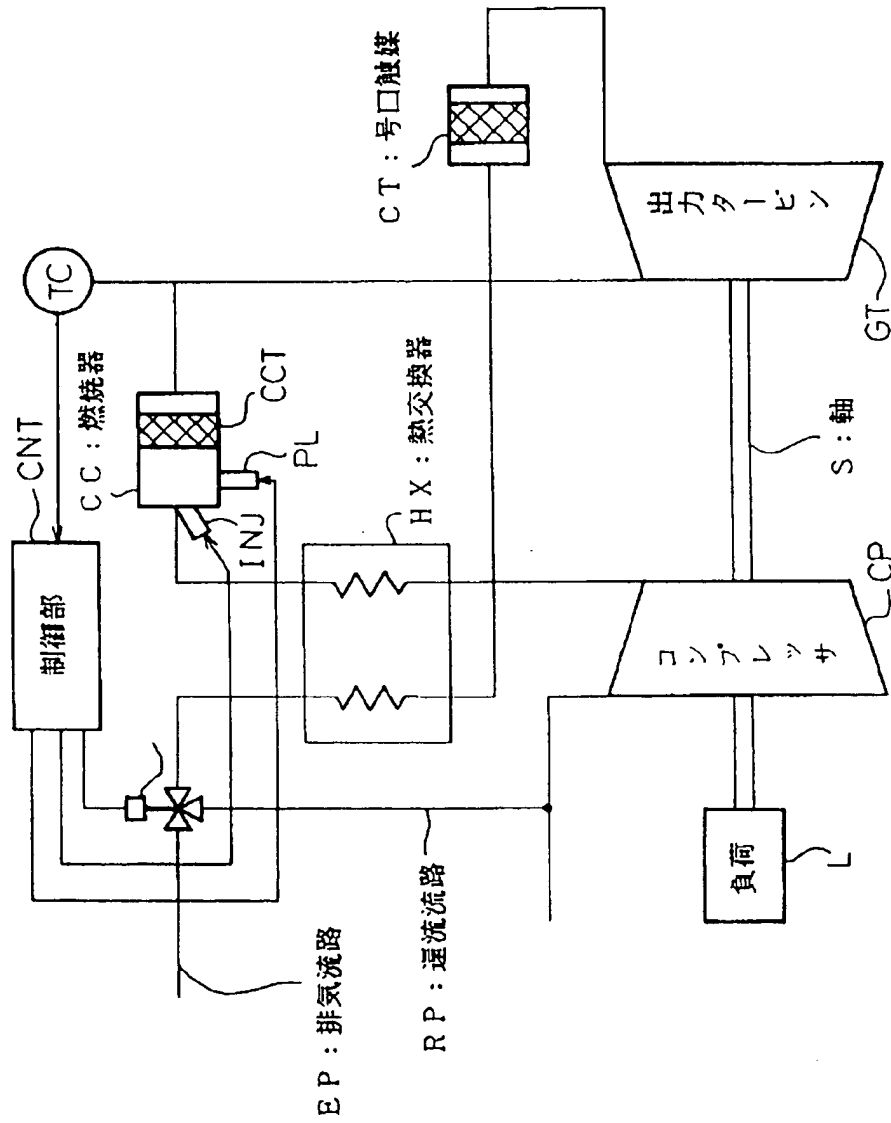 CNT
制御部
TC
CC：燃焼器
INJ
CCT
PL
EP：排気流路
CT：号口触媒
HX：熱交換器
RP：還流流路
コンプレッサ
出力タービン
負荷
L
S：軸
CP
GT